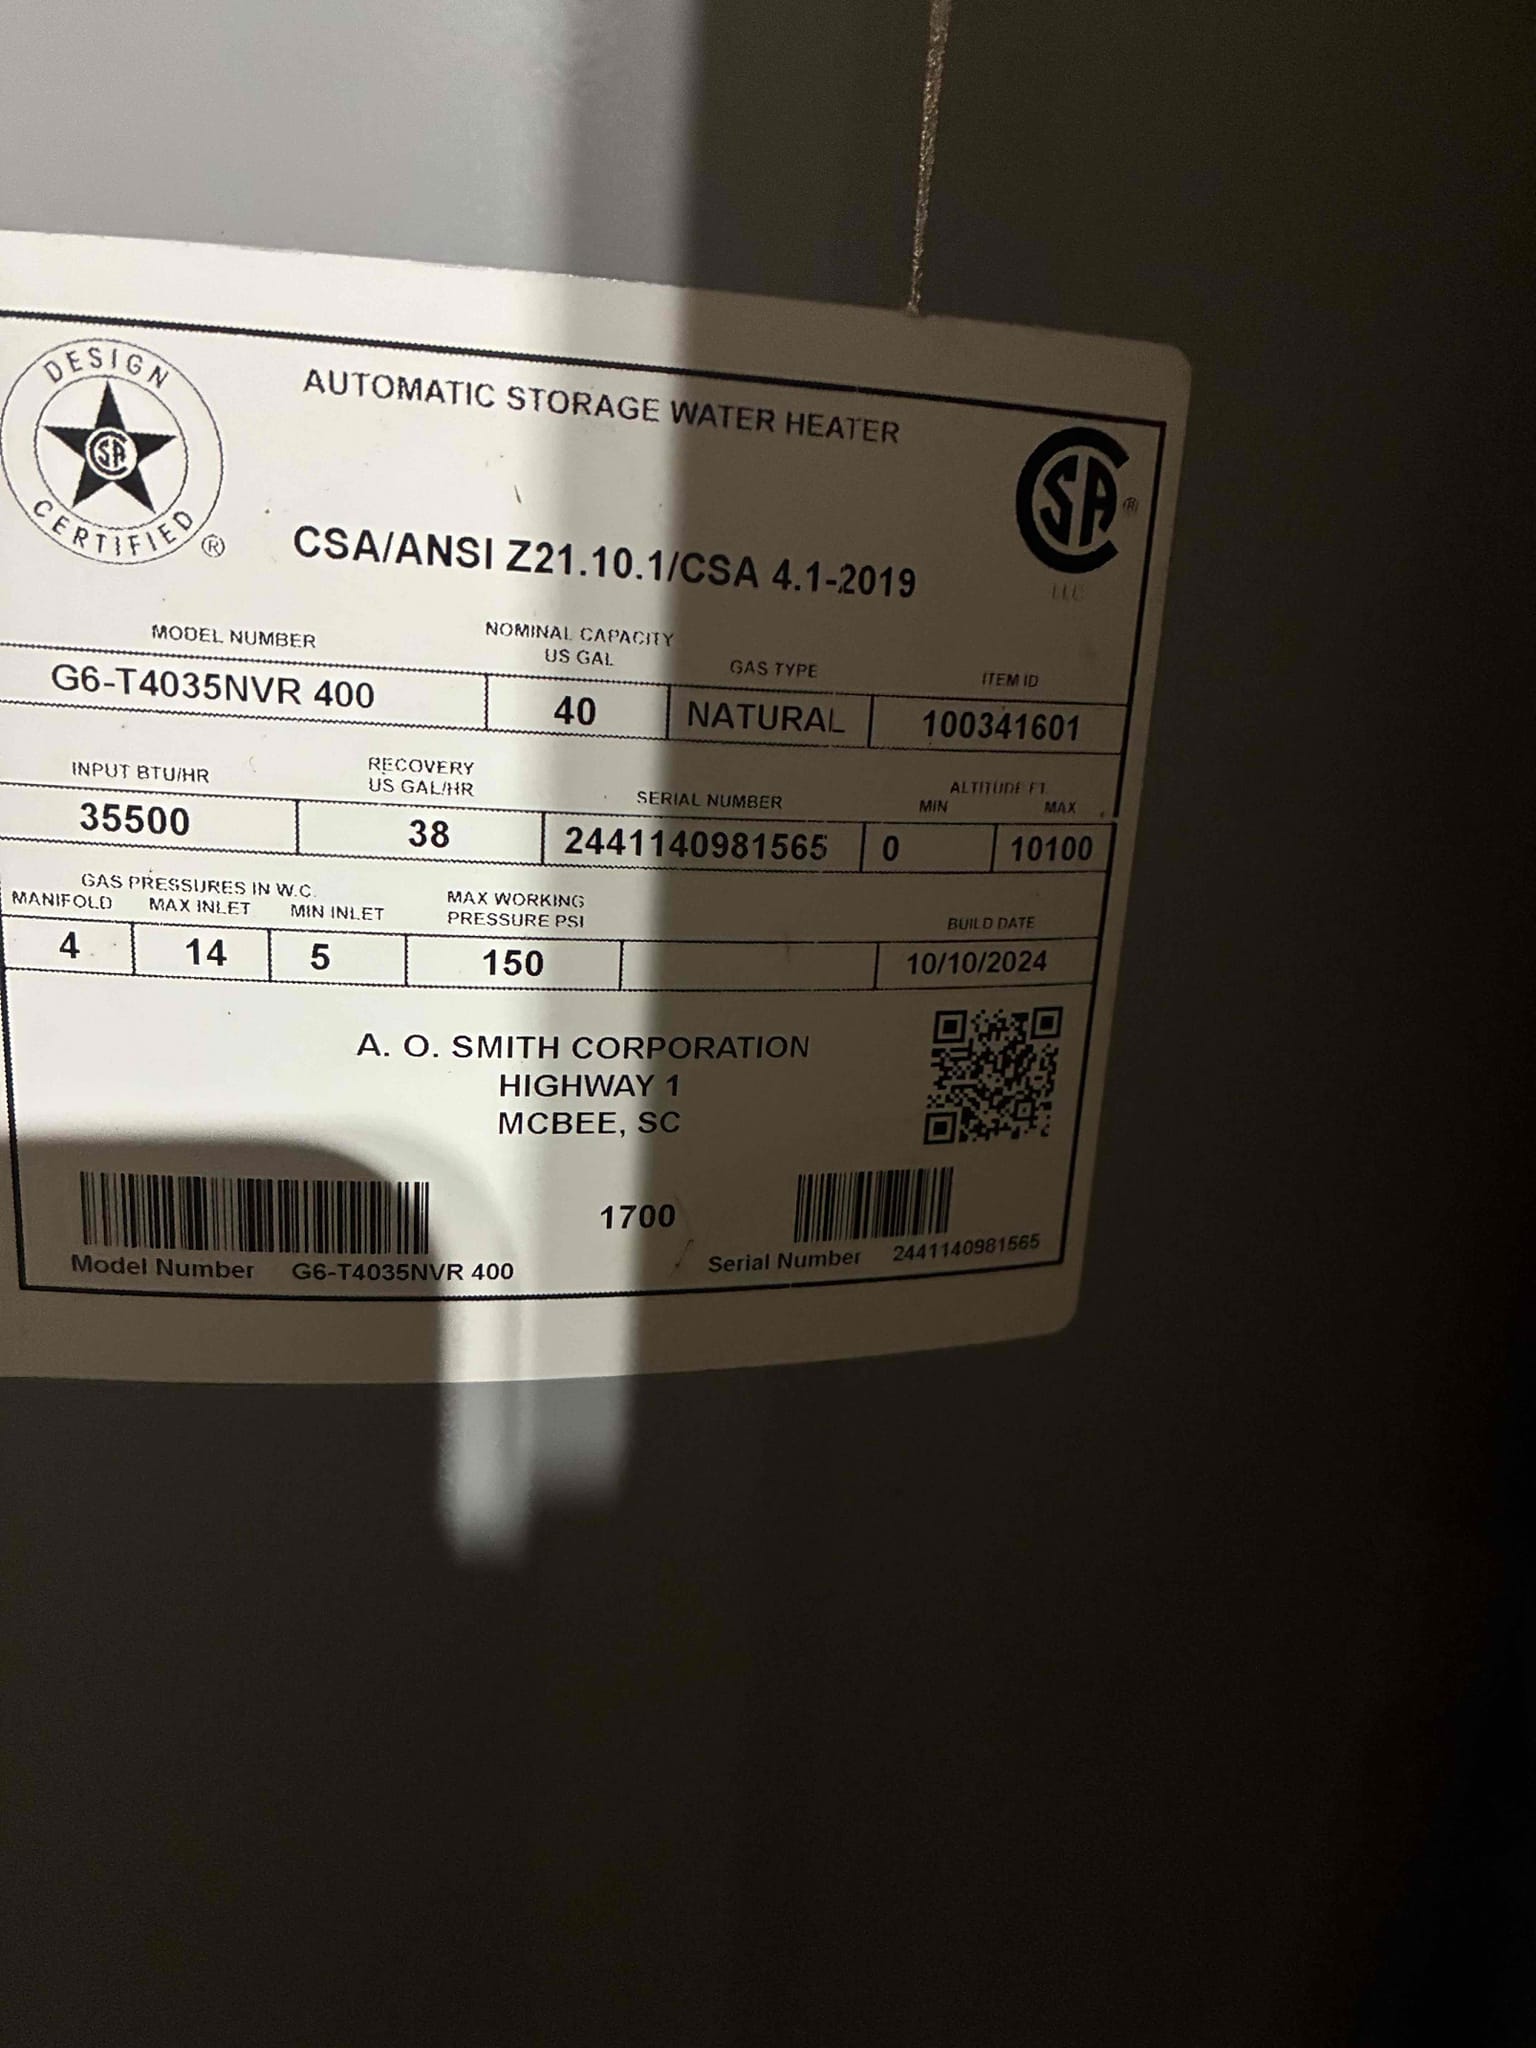 DESIGN
CSA
CERTIFIED ®
AUTOMATIC STORAGE WATER HEATER
CSA ®
LLC
CSA/ANSI Z21.10.1/CSA 4.1-2019
MODEL NUMBER
NOMINAL CAPACITY
US GAL
GAS TYPE
ITEM ID
G6-T4035NVR 400
40
NATURAL
100341601
INPUT BTU/HR
RECOVERY
US GAL/HR
SERIAL NUMBER
ALTITUDE FT.
MIN
MAX
35500
38
2441140981565
0
10100
GAS PRESSURES IN W.C.
MANIFOLD
MAX INLET
MIN INLET
MAX WORKING
PRESSURE PSI
BUILD DATE
4
14
5
150
10/10/2024
A. O. SMITH CORPORATION
HIGHWAY 1
MCBEE, SC
1700
Model Number G6-T4035NVR 400
Serial Number 2441140981565